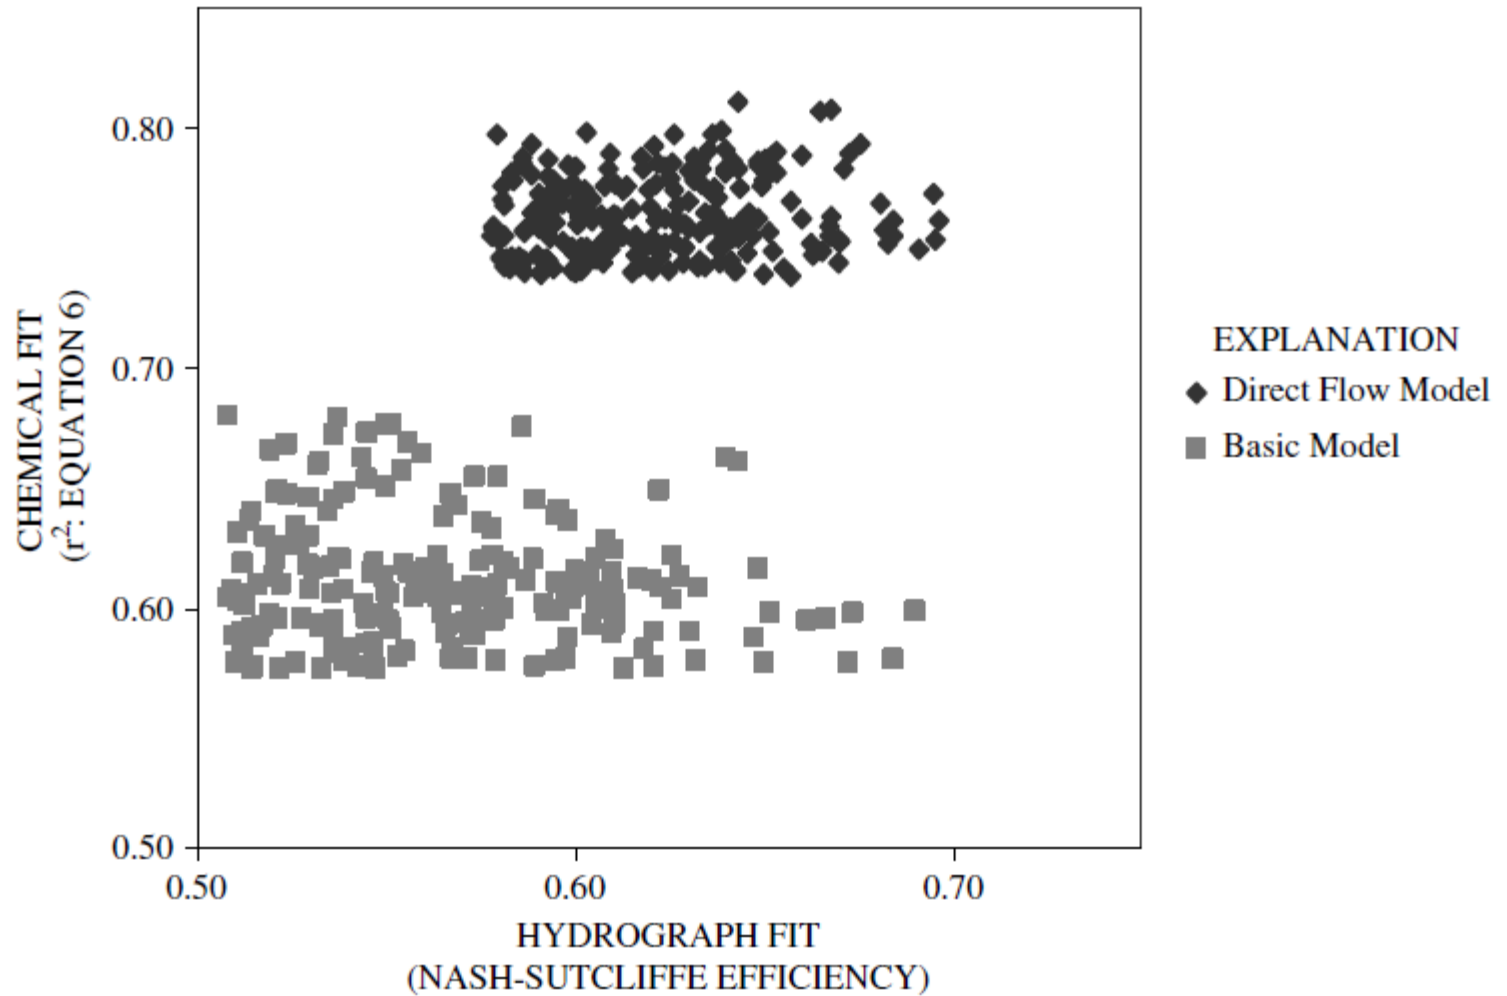 0.80
0.70
0.60
0.50
CHEMICAL FIT
(r²: EQUATION 6)
0.50 0.60 0.70
HYDROGRAPH FIT
(NASH-SUTCLIFFE EFFICIENCY)
EXPLANATION
Direct Flow Model
Basic Model